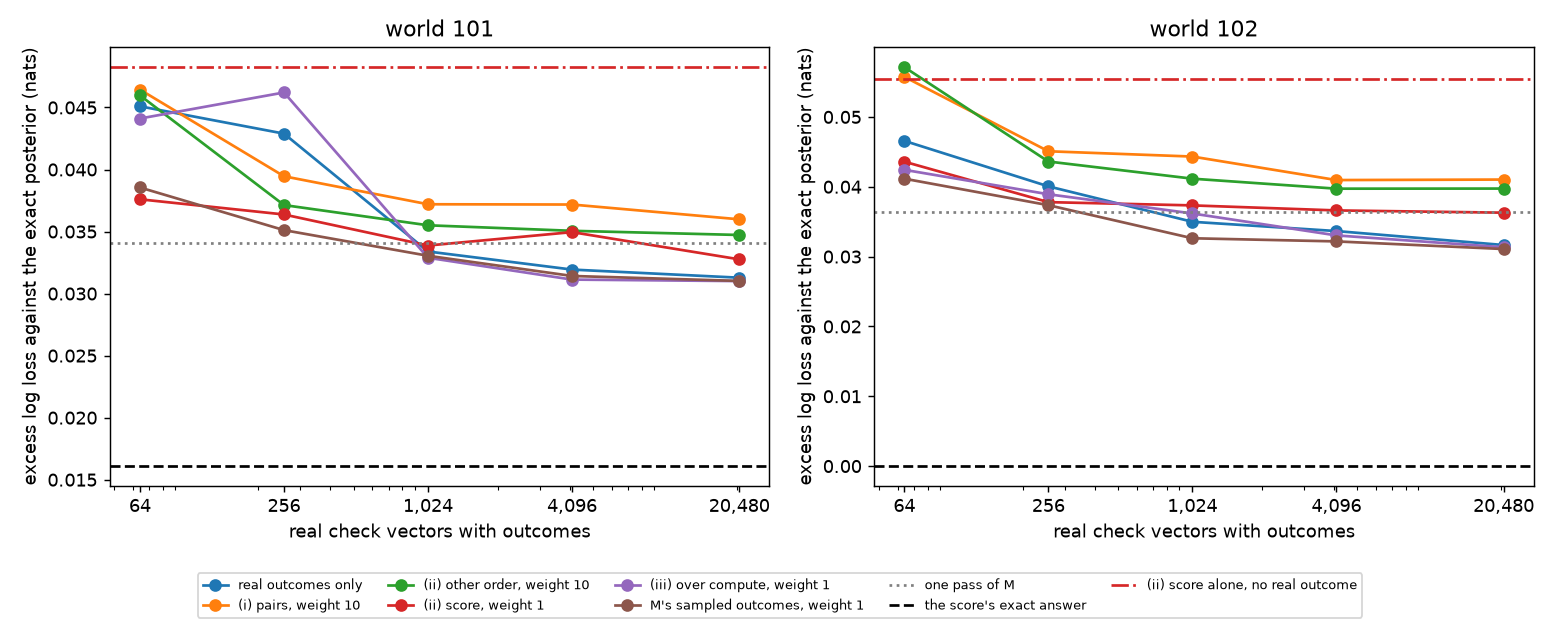 world 101
excess log loss against the exact posterior (nats)
0.045
0.040
0.035
0.030
0.025
0.020
0.015
64
256
1,024
4,096
20,480
real check vectors with outcomes
world 102
excess log loss against the exact posterior (nats)
0.05
0.04
0.03
0.02
0.01
0.00
64
256
1,024
4,096
20,480
real check vectors with outcomes
real outcomes only
(i) pairs, weight 10
(ii) other order, weight 10
(ii) score, weight 1
(iii) over compute, weight 1
M's sampled outcomes, weight 1
one pass of M
the score's exact answer
(ii) score alone, no real outcome